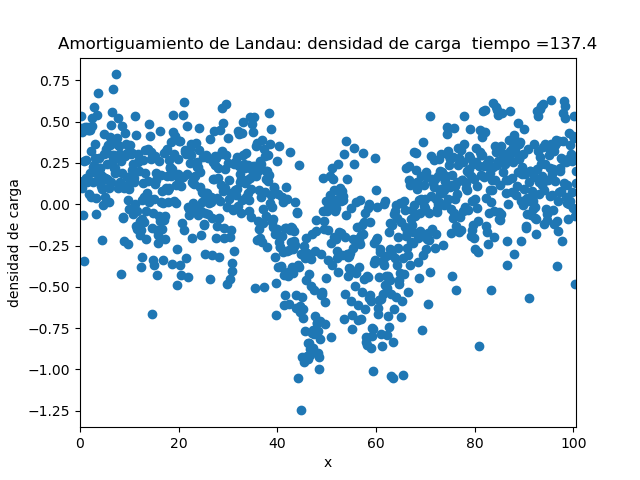 Amortiguamiento de Landau: densidad de carga  tiempo =137.4
densidad de carga
0.75
0.50
0.25
0.00
−0.25
−0.50
−0.75
−1.00
−1.25
0 20 40 60 80 100
x